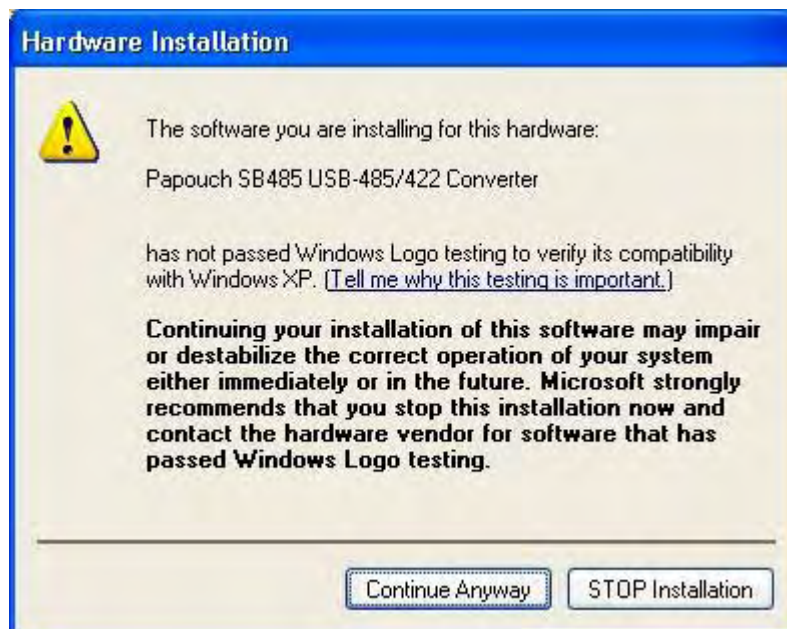 Hardware Installation
The software you are installing for this hardware:
Papouch SB485 USB-485/422 Converter
has not passed Windows Logo testing to verify its compatibility
with Windows XP. (Tell me why this testing is important.)
Continuing your installation of this software may impair
or destabilize the correct operation of your system
either immediately or in the future. Microsoft strongly
recommends that you stop this installation now and
contact the hardware vendor for software that has
passed Windows Logo testing.
Continue Anyway
STOP Installation